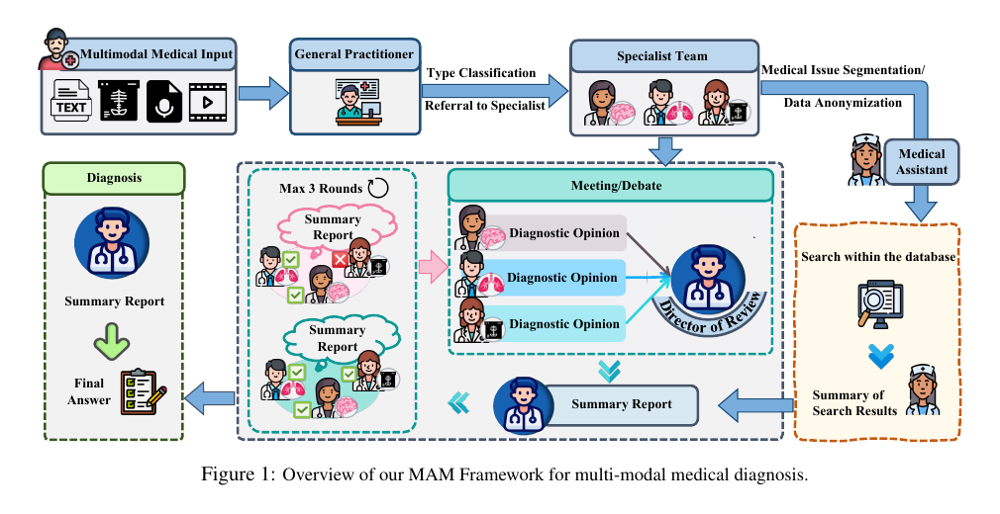 Multimodal Medical Input
TEXT
General Practitioner
Type Classification
Referral to Specialist
Specialist Team
Medical Issue Segmentation/
Data Anonymization
Medical
Assistant
Search within the database
Summary of
Search Results
Meeting/Debate
Diagnostic Opinion
Diagnostic Opinion
Diagnostic Opinion
Director of Review
Summary Report
Max 3 Rounds
Summary
Report
Summary
Report
Diagnosis
Summary Report
Final
Answer
Figure 1: Overview of our MAM Framework for multi-modal medical diagnosis.